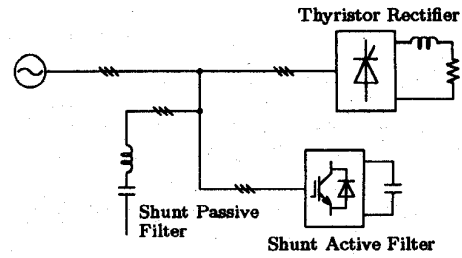 Thyristor Rectifier
Shunt Passive
Filter
Shunt Active Filter